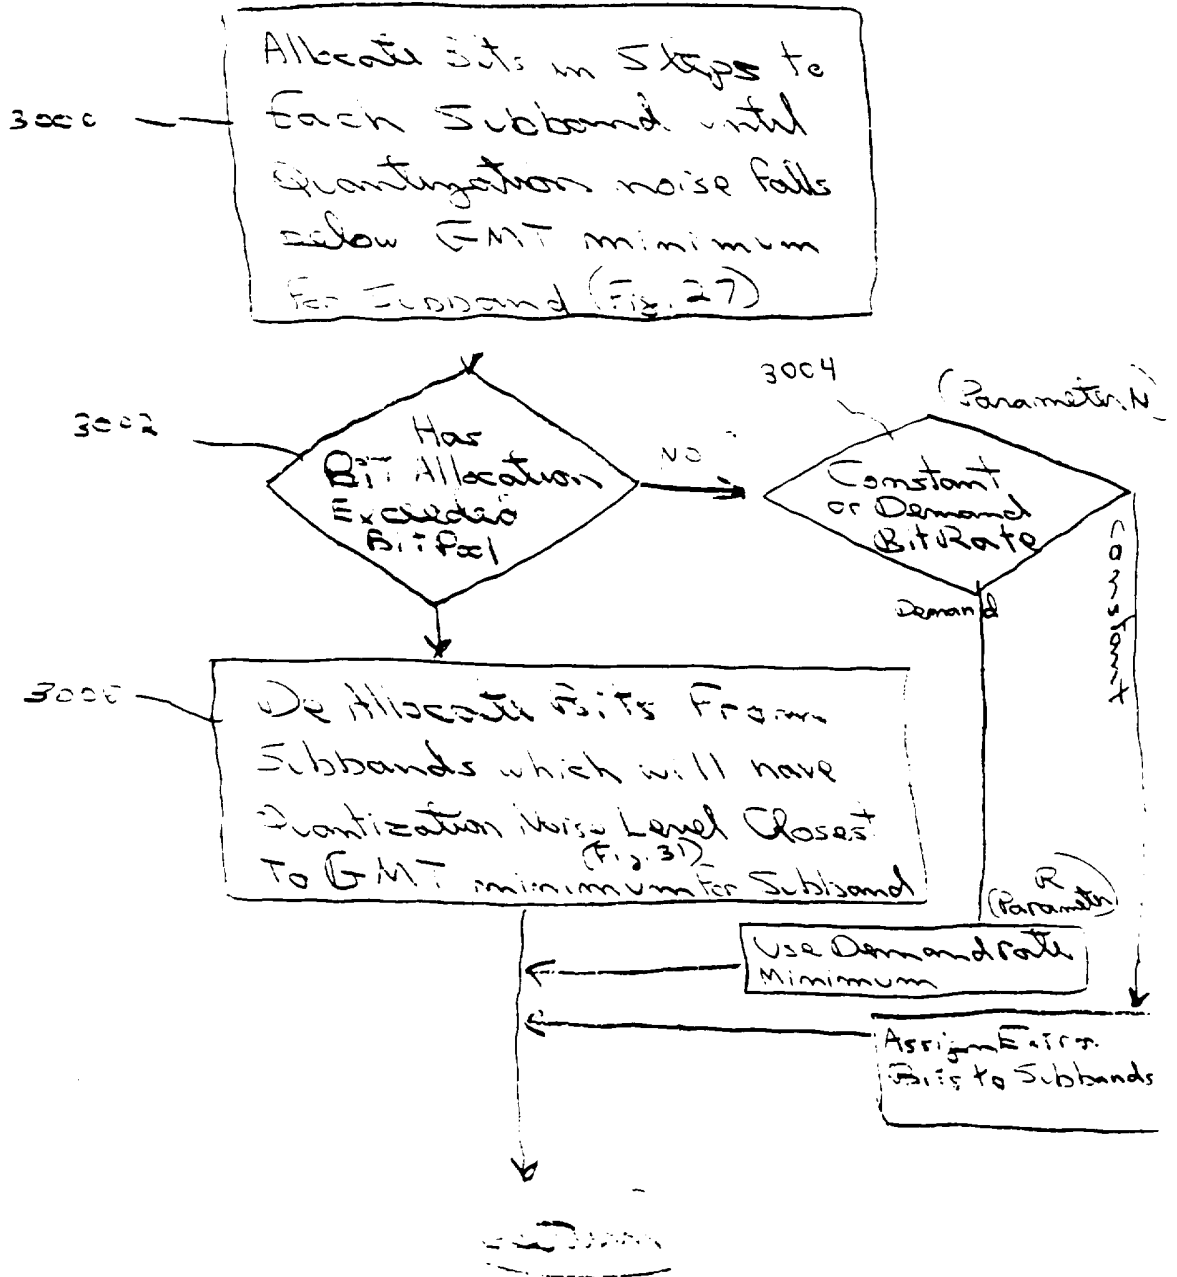 3000
Allocate Bits in Steps to
Each Subband until
Quantization noise falls
below GMT minimum
for Subband (Fig. 27)
3002
Has
Bit Allocation
Exceeded
Bit Pool
NO
3004
(Parameter N)
Constant
or Demand
BitRate
Demand
Constant
3006
De Allocate Bits From
Subbands which will have
Quantization Noise Level Closest
To GMT minimum for Subband
(Fig. 31)
R
(Parameter)
Use Demand rate
Minimum
Assign Extra
Bits to Subbands